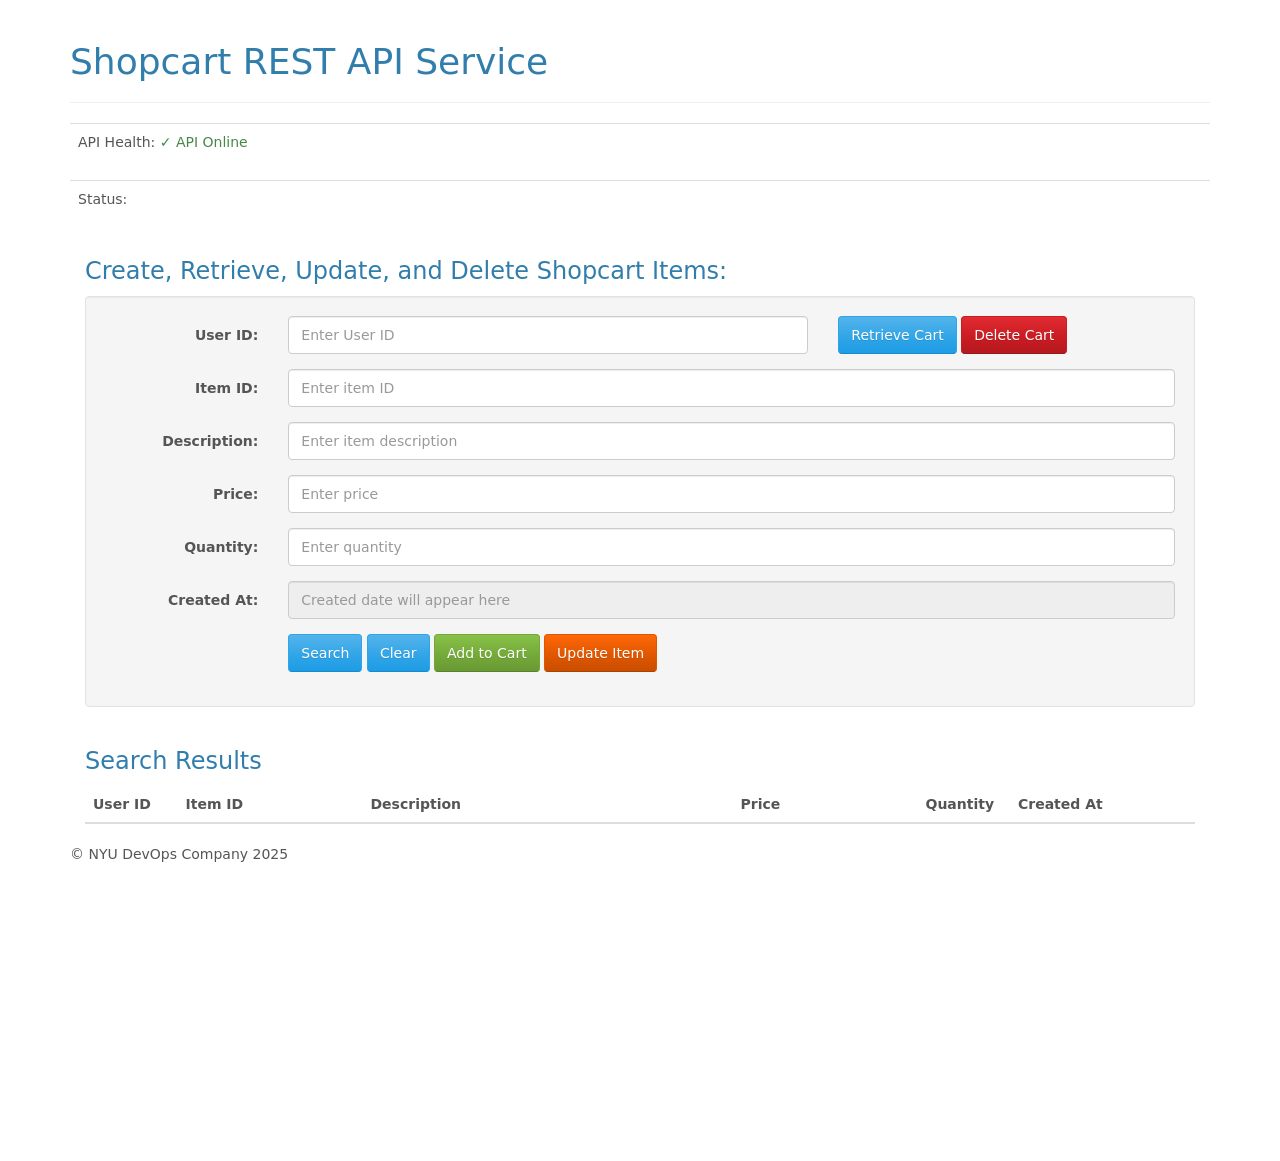 Shopcart REST API Service
API Health: ✓ API Online
Status:
Create, Retrieve, Update, and Delete Shopcart Items:
User ID: Enter User ID Retrieve Cart Delete Cart
Item ID: Enter item ID
Description: Enter item description
Price: Enter price
Quantity: Enter quantity
Created At: Created date will appear here
Search Clear Add to Cart Update Item
Search Results
User ID Item ID Description Price Quantity Created At
© NYU DevOps Company 2025